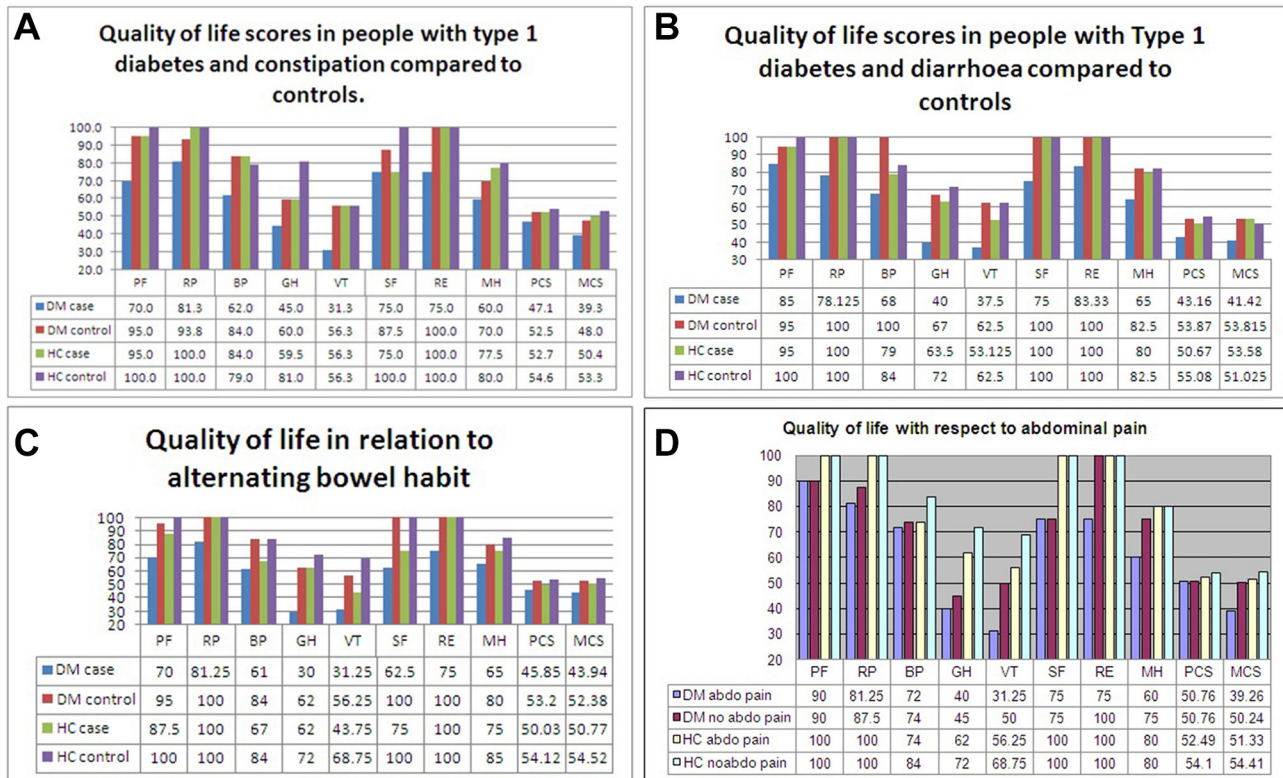 A
Quality of life scores in people with type 1
diabetes and constipation compared to
controls.
100.0
90.0
80.0
70.0
60.0
50.0
40.0
30.0
20.0
PF RP BP GH VT SF RE MH PCS MCS
DM case 70.0 81.3 62.0 45.0 31.3 75.0 75.0 60.0 47.1 39.3
DM control 95.0 93.8 84.0 60.0 56.3 87.5 100.0 70.0 52.5 48.0
HC case 95.0 100.0 84.0 59.5 56.3 75.0 100.0 77.5 52.7 50.4
HC control 100.0 100.0 79.0 81.0 56.3 100.0 100.0 80.0 54.6 53.3
B
Quality of life scores in people with Type 1
diabetes and diarrhoea compared to
controls
100
90
80
70
60
50
40
30
PF RP BP GH VT SF RE MH PCS MCS
DM case 85 78.125 68 40 37.5 75 83.33 65 43.16 41.42
DM control 95 100 100 67 62.5 100 100 82.5 53.87 53.815
HC case 95 100 79 63.5 53.125 100 100 80 50.67 53.58
HC control 100 100 84 72 62.5 100 100 82.5 55.08 51.025
C
Quality of life in relation to
alternating bowel habit
100
90
80
70
60
50
40
30
20
PF RP BP GH VT SF RE MH PCS MCS
DM case 70 81.25 61 30 31.25 62.5 75 65 45.85 43.94
DM control 95 100 84 62 56.25 100 100 80 53.2 52.38
HC case 87.5 100 67 62 43.75 75 100 75 50.03 50.77
HC control 100 100 84 72 68.75 100 100 85 54.12 54.52
D
Quality of life with respect to abdominal pain
100
90
80
70
60
50
40
30
20
PF RP BP GH VT SF RE MH PCS MCS
DM abdo pain 90 81.25 72 40 31.25 75 75 60 50.76 39.26
DM no abdo pain 90 87.5 74 45 50 75 100 75 50.76 50.24
HC abdo pain 100 100 74 62 56.25 100 100 80 52.49 51.33
HC noabdo pain 100 100 84 72 68.75 100 100 80 54.1 54.41